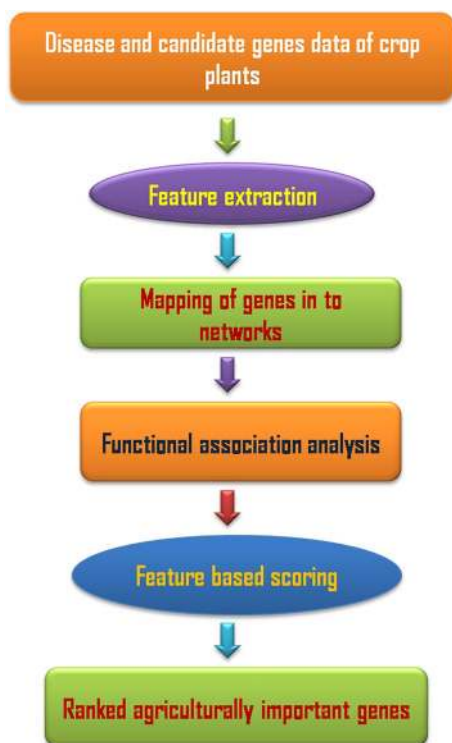 Disease and candidate genes data of crop
plants
Feature extraction
Mapping of genes in to
networks
Functional association analysis
Feature based scoring
Ranked agriculturally important genes